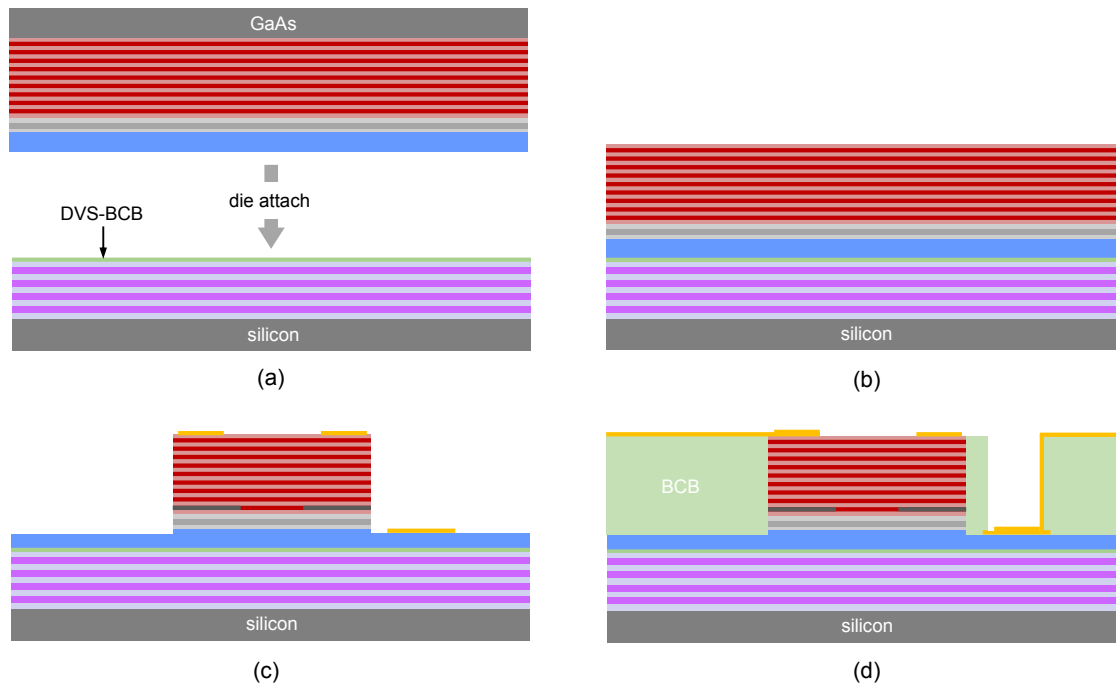 GaAs
die attach
DVS-BCB
silicon
(a)
silicon
(b)
silicon
(c)
BCB
silicon
(d)